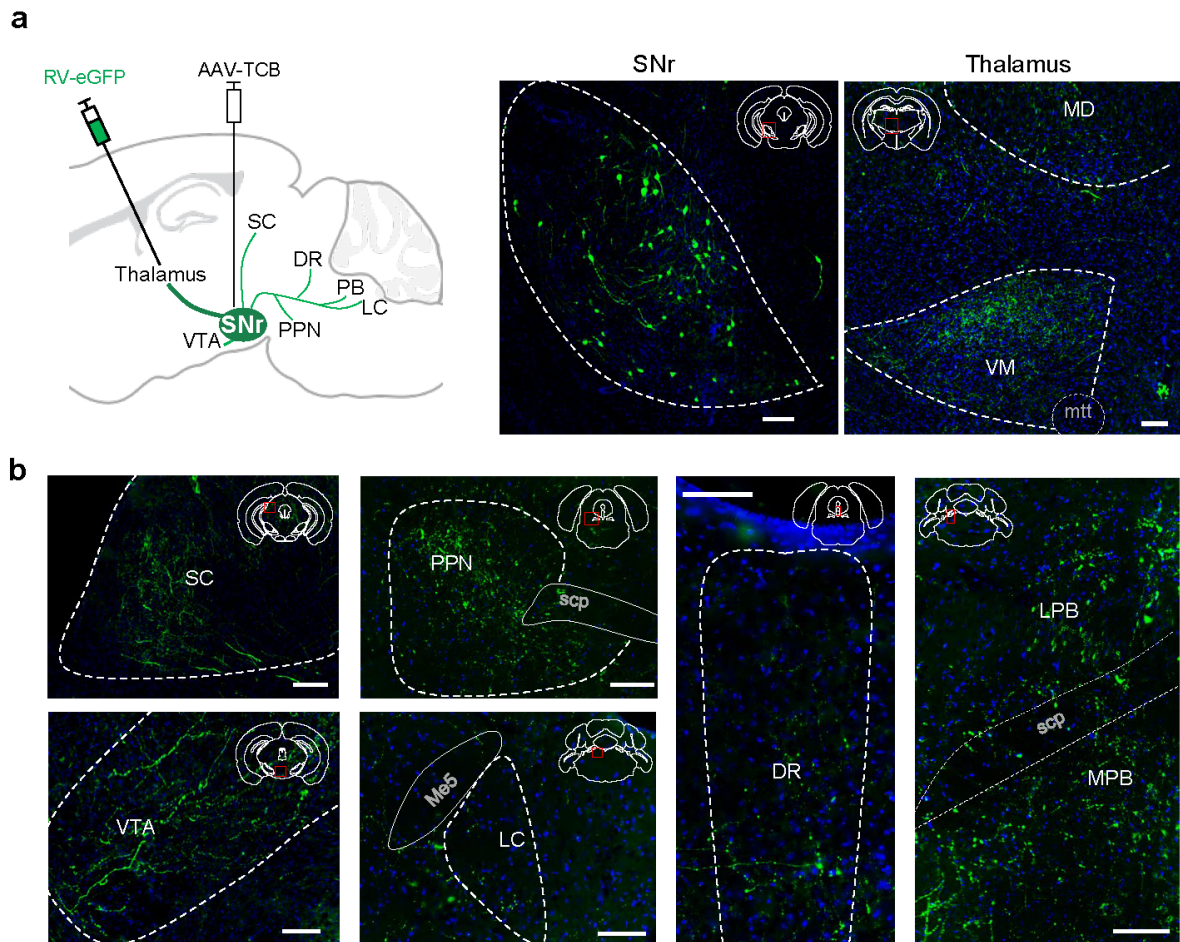 a
RV-eGFP
AAV-TCB
SC
DR
PB
LC
Thalamus
SNr
PPN
VTA
SNr
Thalamus
MD
VM
mtt
b
SC
PPN
scp
DR
LPB
scp
MPB
VTA
Me5
LC